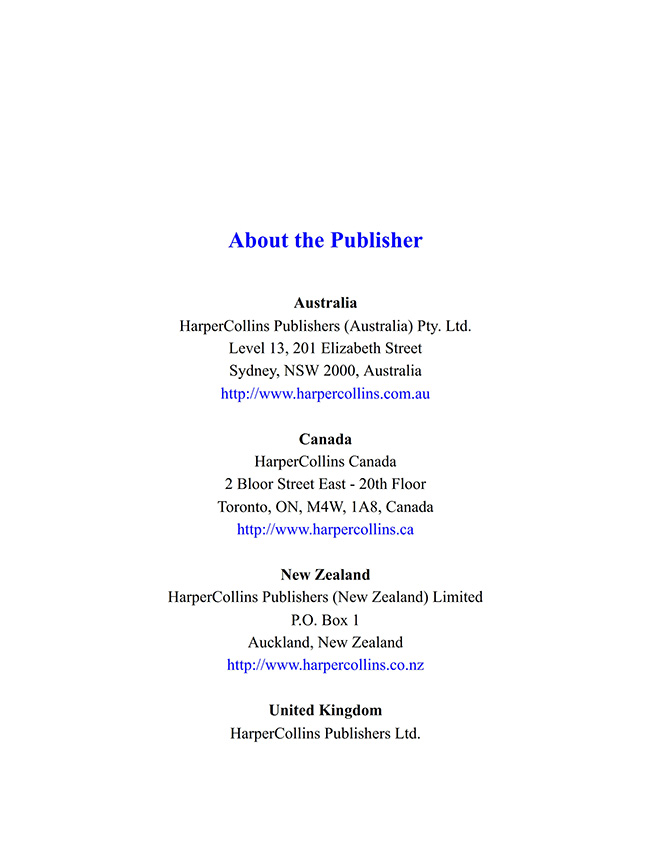 About the Publisher
Australia
HarperCollins Publishers (Australia) Pty. Ltd.
Level 13, 201 Elizabeth Street
Sydney, NSW 2000, Australia
http://www.harpercollins.com.au
Canada
HarperCollins Canada
2 Bloor Street East - 20th Floor
Toronto, ON, M4W, 1A8, Canada
http://www.harpercollins.ca
New Zealand
HarperCollins Publishers (New Zealand) Limited
P.O. Box 1
Auckland, New Zealand
http://www.harpercollins.co.nz
United Kingdom
HarperCollins Publishers Ltd.